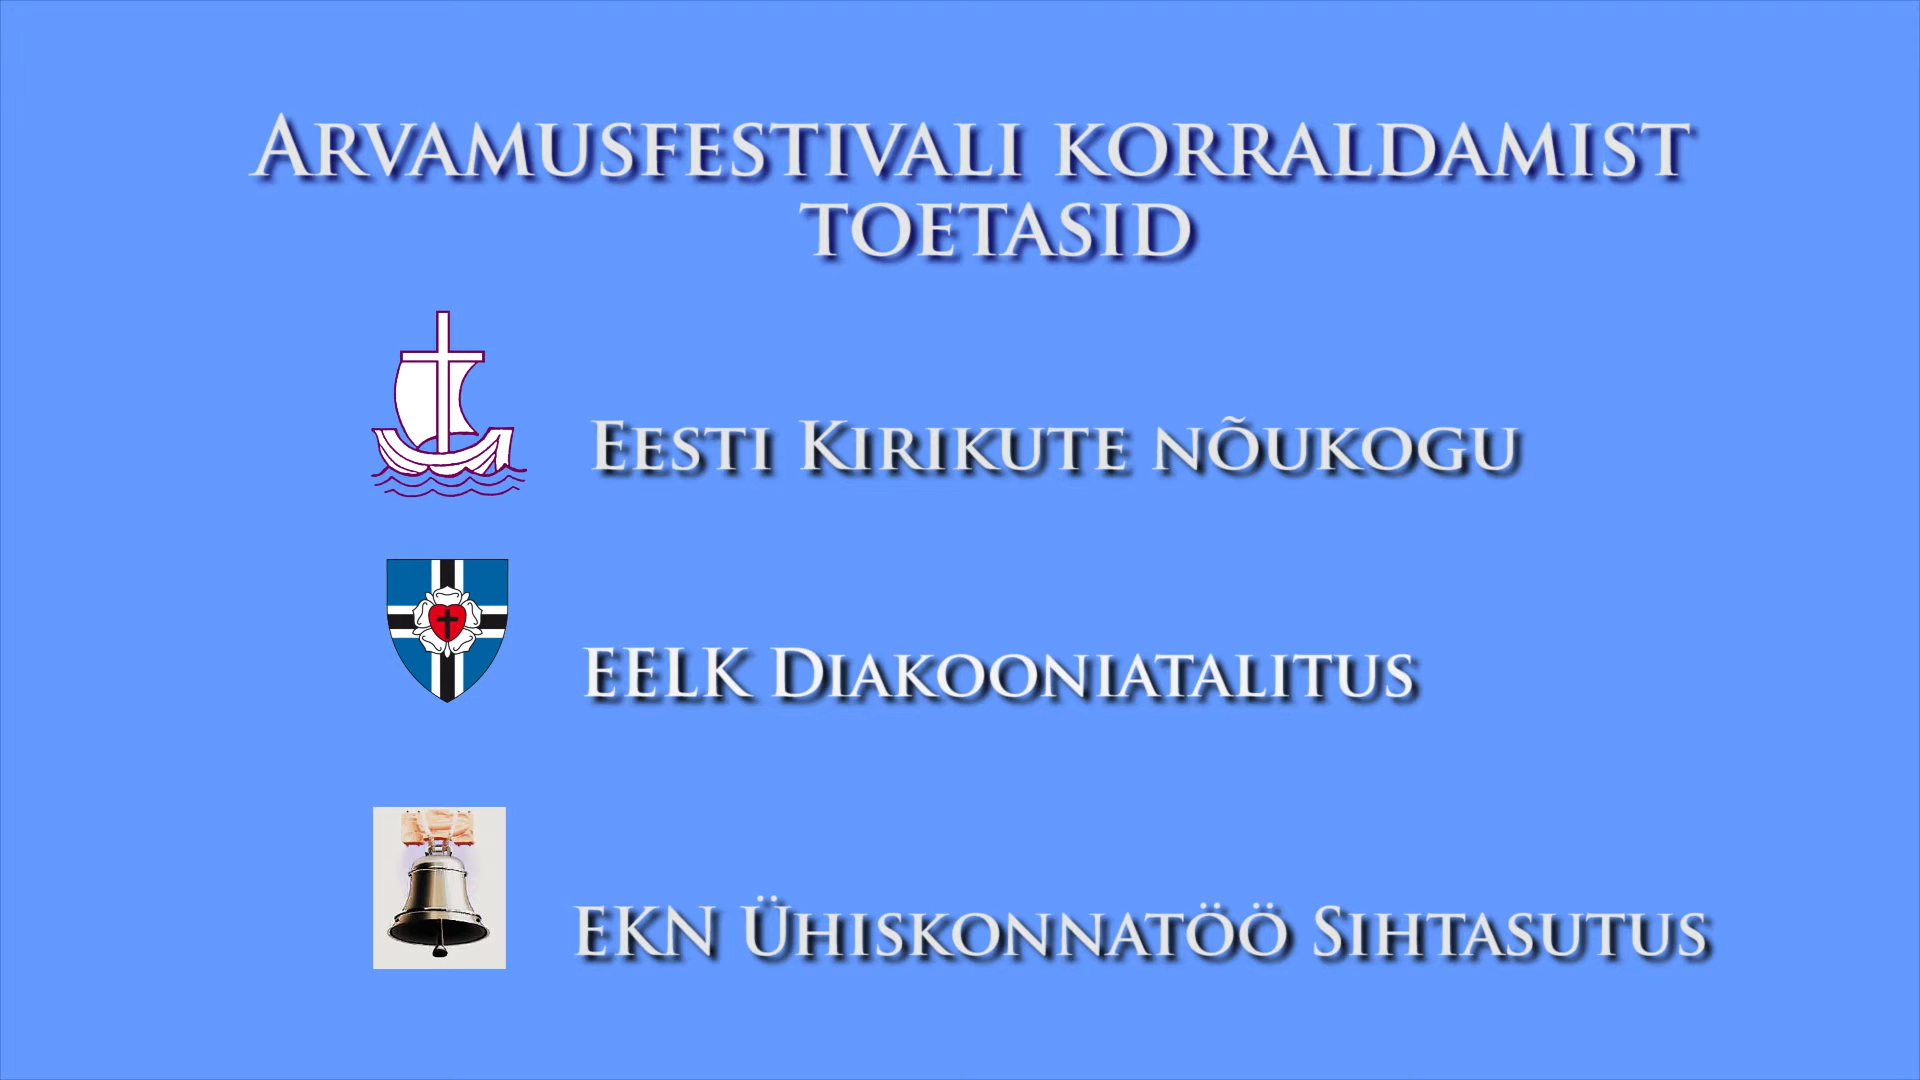 Arvamusfestivali korraldamist
toetasid
Eesti Kirikute nõukogu
EELK Diakooniatalitus
EKN Ühiskonnatöö Sihtasutus